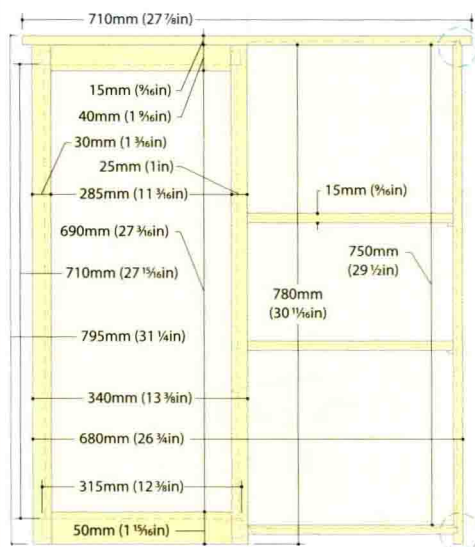 710mm (27 ⅞in)
15mm (⁹⁄₁₆in)
40mm (1 ⁹⁄₁₆in)
30mm (1 ³⁄₁₆in)
25mm (1in)
285mm (11 ³⁄₁₆in)
15mm (⁹⁄₁₆in)
690mm (27 ³⁄₁₆in)
750mm
(29 ½in)
710mm (27 ¹⁵⁄₁₆in)
780mm
(30 ¹¹⁄₁₆in)
795mm (31 ¼in)
340mm (13 ⅜in)
680mm (26 ¾in)
315mm (12 ⅜in)
50mm (1 ¹⁵⁄₁₆in)